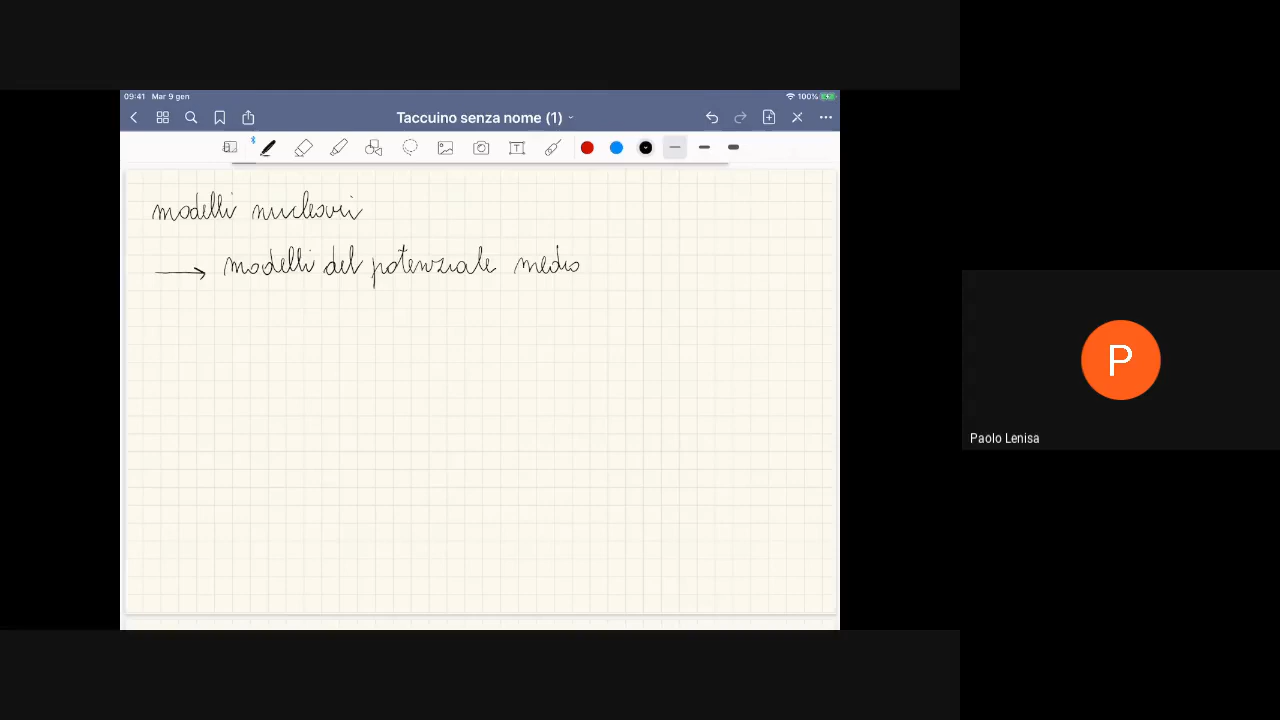 09:41 Mar 9 gen 100%
Taccuino senza nome (1)
modelli nucleari
→ modelli del potenziale medio
P
Paolo Lenisa